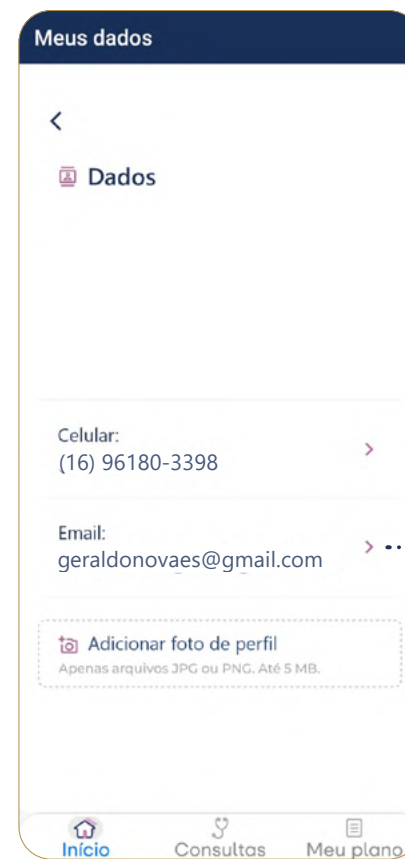 Meus dados
Dados
Celular:
(16) 96180-3398
Email:
geraldonovaes@gmail.com
Adicionar foto de perfil
Apenas arquivos JPG ou PNG. Até 5 MB.
Início Consultas Meu plano